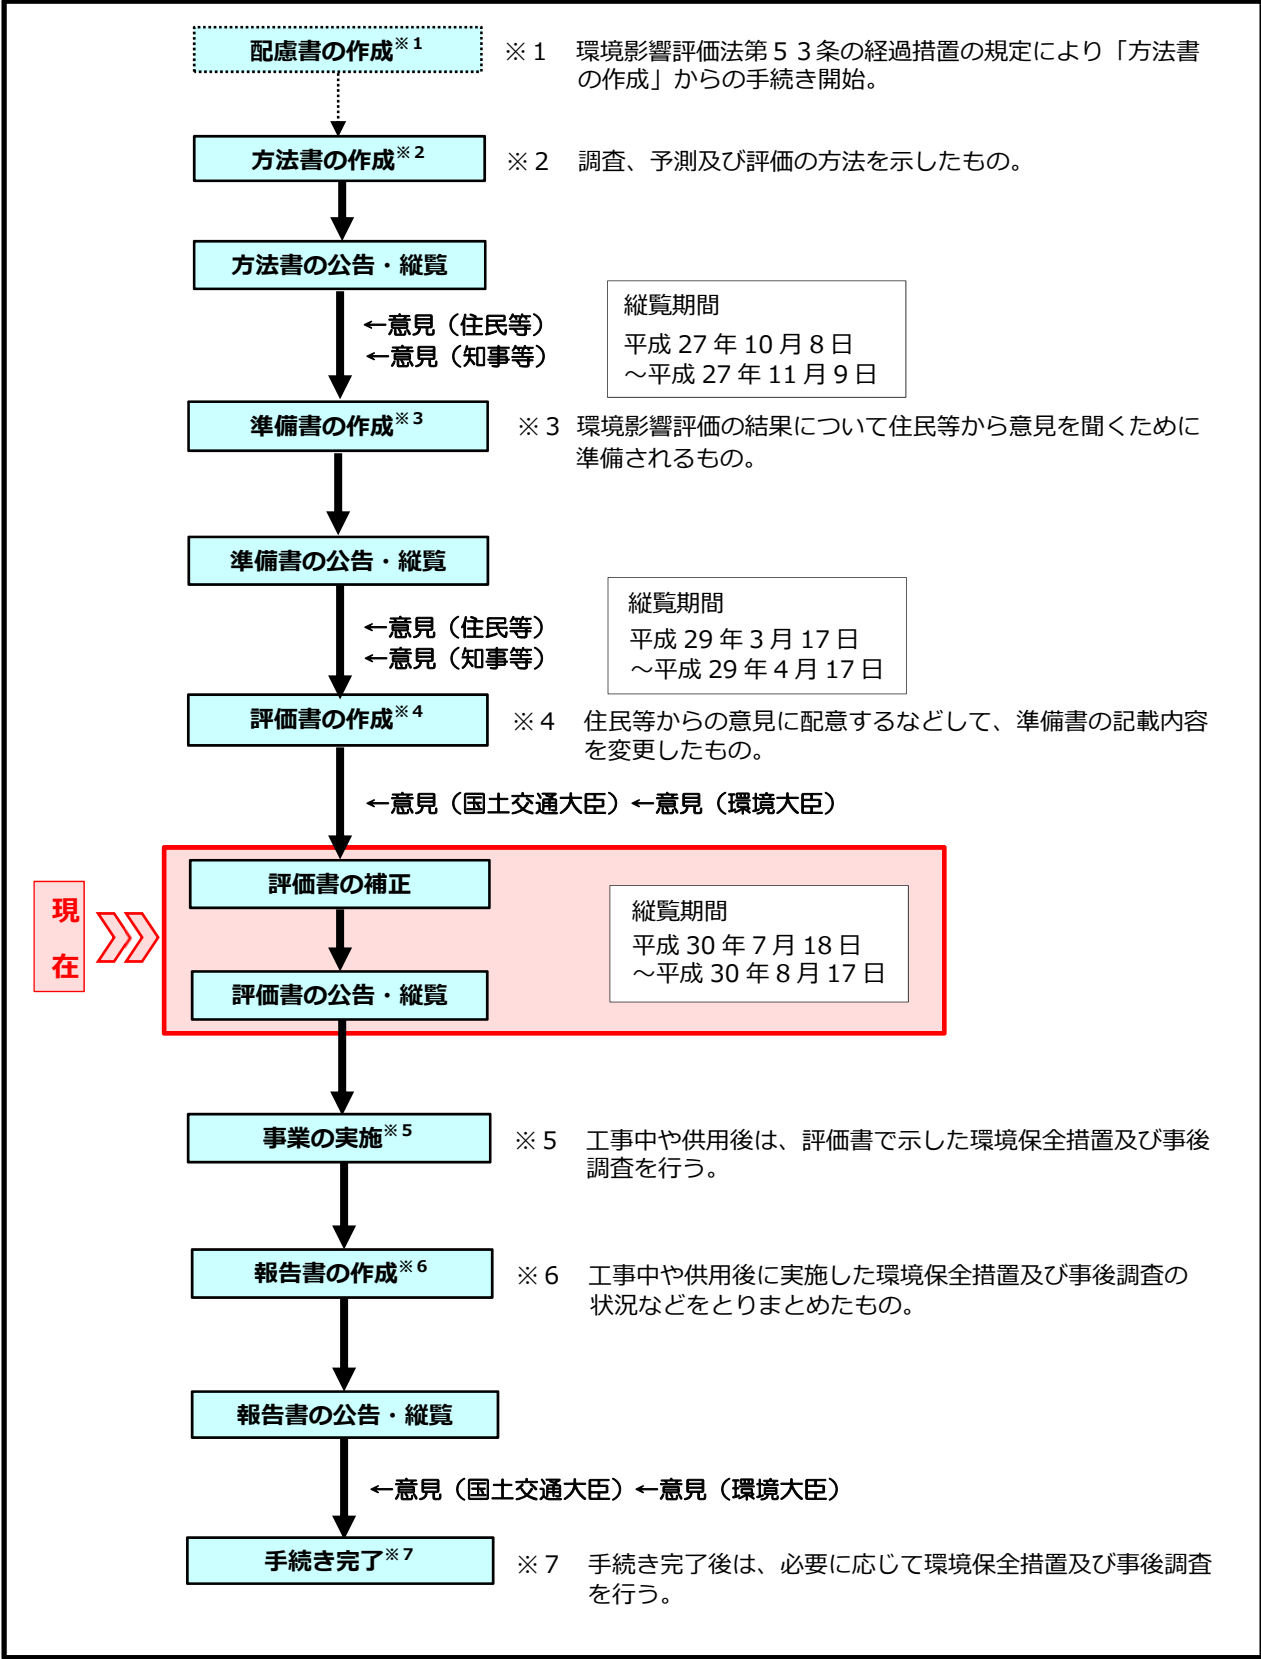 配慮書の作成※1
※１　環境影響評価法第５３条の経過措置の規定により「方法書
の作成」からの手続き開始。
方法書の作成※2
※２　調査、予測及び評価の方法を示したもの。
方法書の公告・縦覧
←意見（住民等）
←意見（知事等）
縦覧期間
平成 27 年 10 月 8 日
～平成 27 年 11 月 9 日
準備書の作成※3
※３ 環境影響評価の結果について住民等から意見を聞くために
準備されるもの。
準備書の公告・縦覧
←意見（住民等）
←意見（知事等）
縦覧期間
平成 29 年 3 月 17 日
～平成 29 年 4 月 17 日
評価書の作成※4
※４　住民等からの意見に配意するなどして、準備書の記載内容
を変更したもの。
←意見（国土交通大臣）←意見（環境大臣）
現
在
評価書の補正
縦覧期間
平成 30 年 7 月 18 日
～平成 30 年 8 月 17 日
評価書の公告・縦覧
事業の実施※5
※５　工事中や供用後は、評価書で示した環境保全措置及び事後
調査を行う。
報告書の作成※6
※６　工事中や供用後に実施した環境保全措置及び事後調査の
状況などをとりまとめたもの。
報告書の公告・縦覧
←意見（国土交通大臣）←意見（環境大臣）
手続き完了※7
※７　手続き完了後は、必要に応じて環境保全措置及び事後調査
を行う。